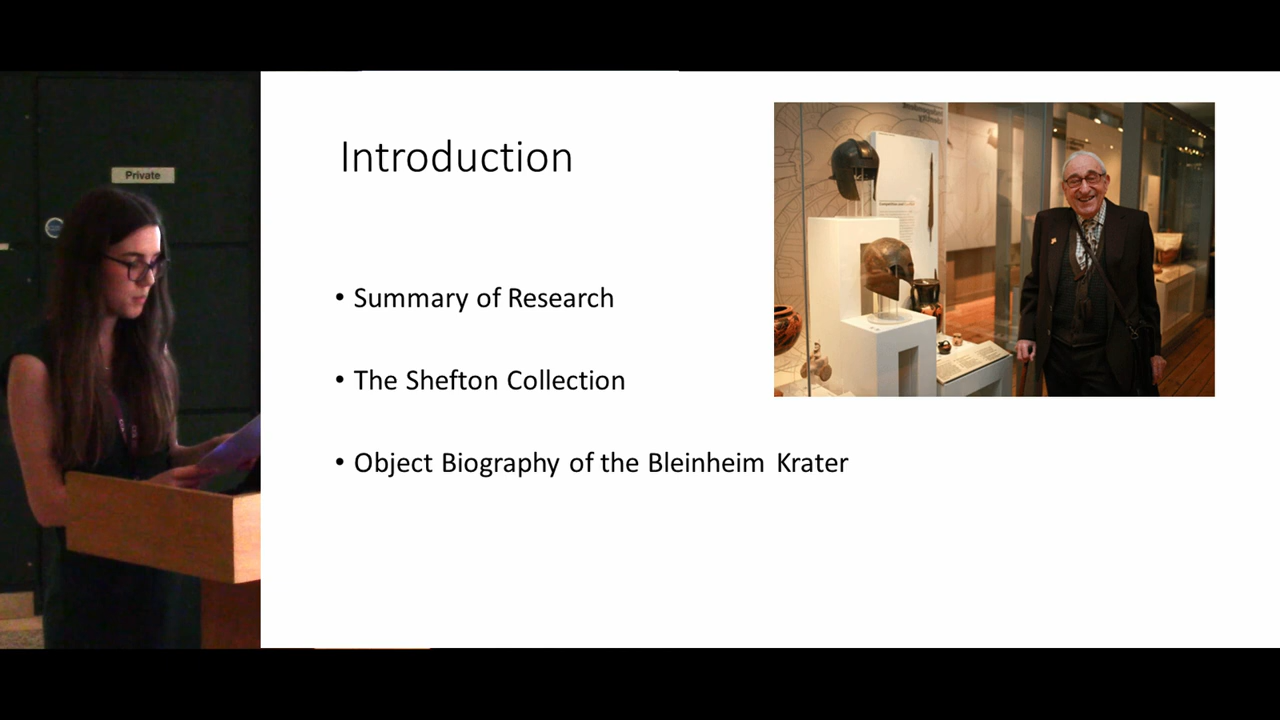 Private
Introduction
• Summary of Research
• The Shefton Collection
• Object Biography of the Bleinheim Krater